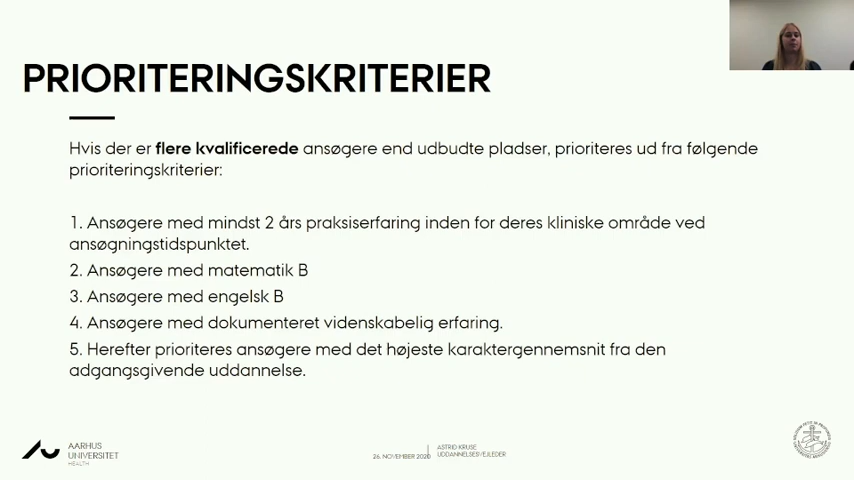 PRIORITERINGSKRITERIER
Hvis der er flere kvalificerede ansøgere end udbudte pladser, prioriteres ud fra følgende
prioriteringskriterier:
1. Ansøgere med mindst 2 års praksiserfaring inden for deres kliniske område ved
ansøgningstidspunktet.
2. Ansøgere med matematik B
3. Ansøgere med engelsk B
4. Ansøgere med dokumenteret videnskabelig erfaring.
5. Herefter prioriteres ansøgere med det højeste karaktergennemsnit fra den
adgangsgivende uddannelse.
AARHUS
UNIVERSITET
HEALTH
26. NOVEMBER 2020
ASTRID KRUSE
UDDANNELSESVEJLEDER